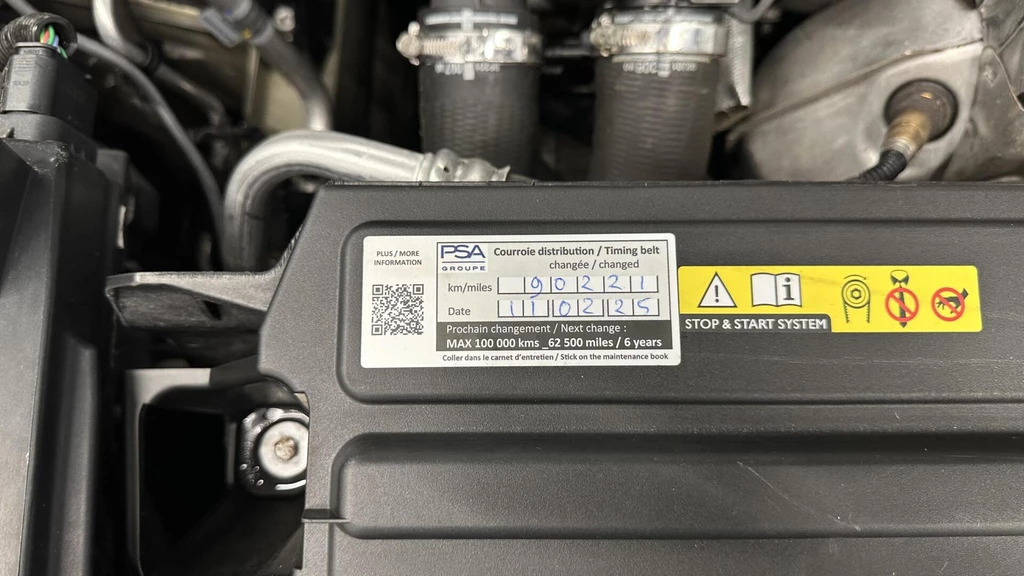 PLUS / MORE
INFORMATION
PSA
GROUPE
Courroie distribution / Timing belt
changée / changed
km/miles 90221
Date 110225
Prochain changement / Next change :
MAX 100 000 kms _62 500 miles / 6 years
Coller dans le carnet d'entretien / Stick on the maintenance book
STOP & START SYSTEM